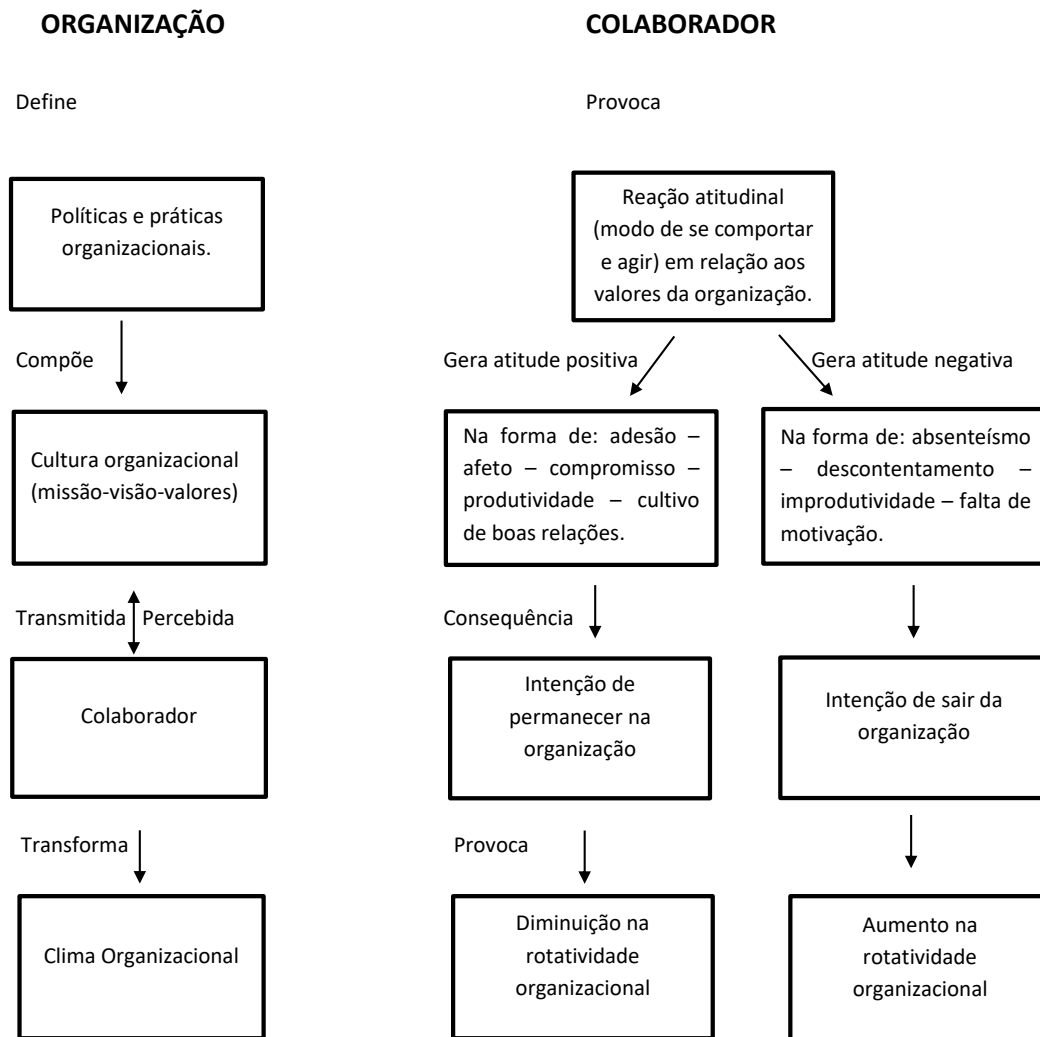 ORGANIZAÇÃO
Define
Políticas e práticas
organizacionais.
Compõe
Cultura organizacional
(missão-visão-valores)
Transmitida
Percebida
Colaborador
Transforma
Clima Organizacional
COLABORADOR
Provoca
Reação atitudinal
(modo de se comportar
e agir) em relação aos
valores da organização.
Gera atitude positiva
Na forma de: adesão –
afeto – compromisso –
produtividade – cultivo
de boas relações.
Consequência
Intenção de
permanecer na
organização
Provoca
Diminuição na
rotatividade
organizacional
Gera atitude negativa
Na forma de: absenteísmo
– descontentamento –
improdutividade – falta de
motivação.
Intenção de sair da
organização
Aumento na
rotatividade
organizacional